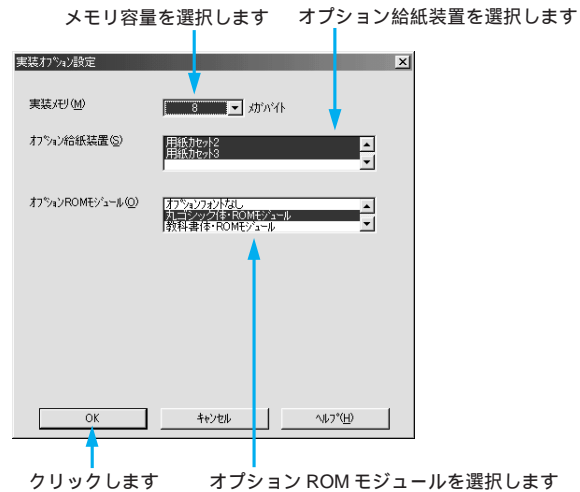 メモリ容量を選択します オプション給紙装置を選択します
実装ｵﾌﾟｼｮﾝ設定
実装ﾒﾓﾘ(M) 8 ﾒｶﾞﾊﾞｲﾄ
ｵﾌﾟｼｮﾝ給紙装置(S) 用紙ｶｾｯﾄ2
用紙ｶｾｯﾄ3
ｵﾌﾟｼｮﾝROMﾓｼﾞｭｰﾙ(O) ｵﾌﾟｼｮﾝﾌｫﾝﾄなし
丸ゴシック体・ROMﾓｼﾞｭｰﾙ
教科書体・ROMﾓｼﾞｭｰﾙ
OK ｷｬﾝｾﾙ ﾍﾙﾌﾟ(H)
クリックします オプション ROM モジュールを選択します